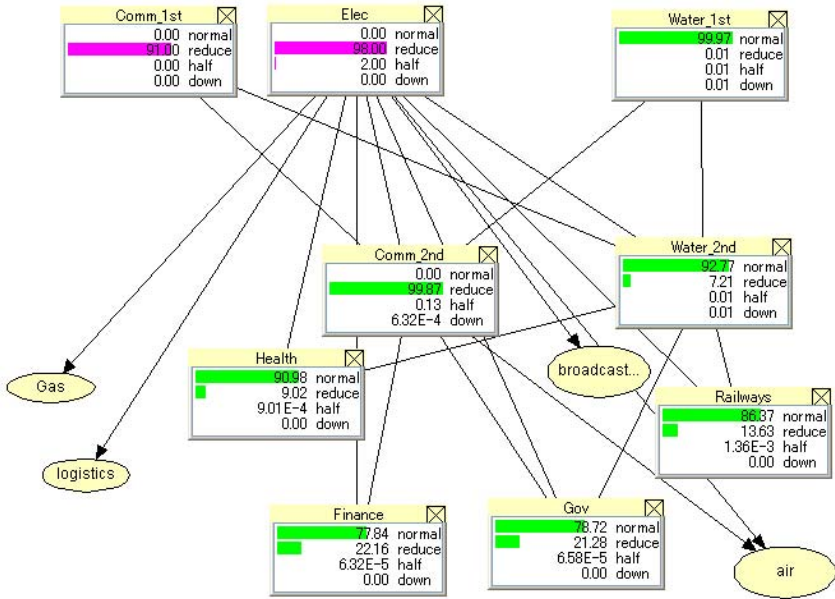 Comm_1st
0.00 normal
91.00 reduce
0.00 half
0.00 down
Elec
0.00 normal
98.00 reduce
2.00 half
0.00 down
Water_1st
99.97 normal
0.01 reduce
0.01 half
0.01 down
Comm_2nd
0.00 normal
99.87 reduce
0.13 half
6.32E-4 down
Water_2nd
92.77 normal
7.21 reduce
0.01 half
0.01 down
Health
90.98 normal
9.02 reduce
9.01E-4 half
0.00 down
Gas
broadcast...
Railways
86.37 normal
13.63 reduce
1.36E-3 half
0.00 down
logistics
Finance
77.84 normal
22.16 reduce
6.32E-5 half
0.00 down
Gov
78.72 normal
21.28 reduce
6.58E-5 half
0.00 down
air